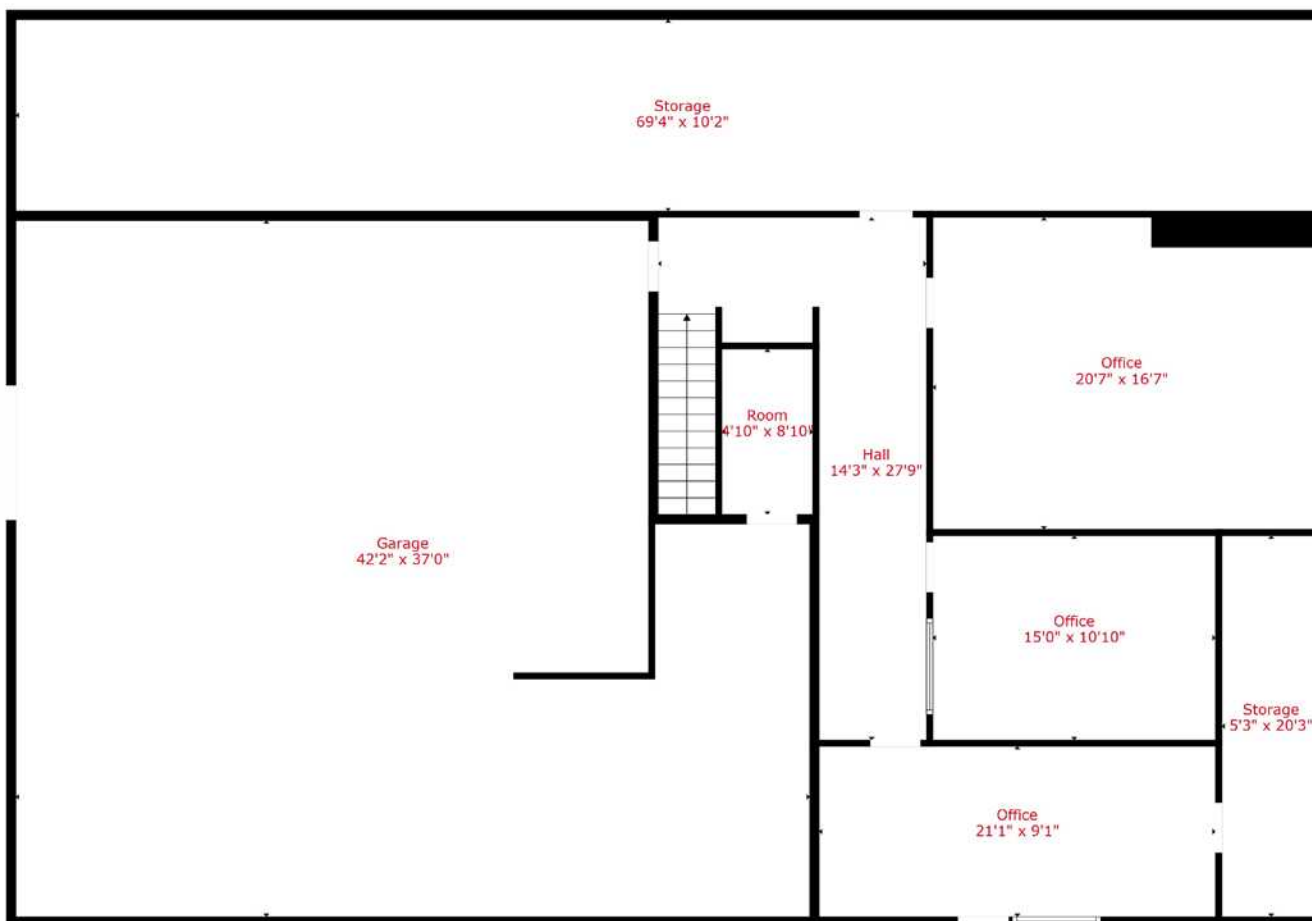 Storage
69'4" x 10'2"
Office
20'7" x 16'7"
Room
4'10" x 8'10"
Hall
14'3" x 27'9"
Garage
42'2" x 37'0"
Office
15'0" x 10'10"
Storage
5'3" x 20'3"
Office
21'1" x 9'1"